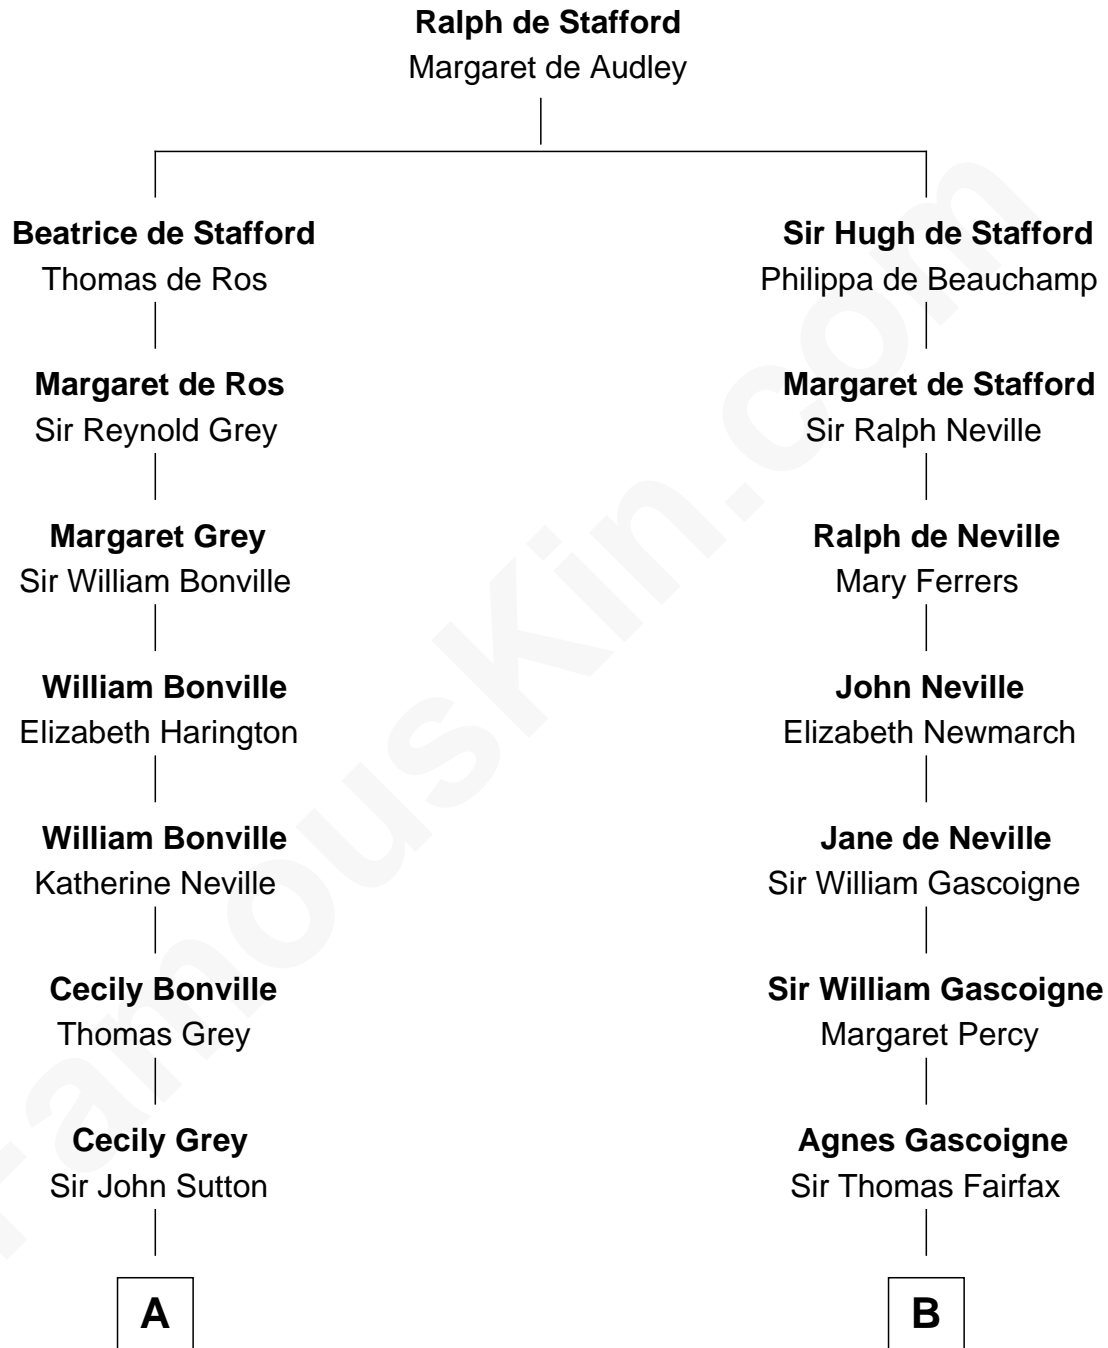 Ralph de Stafford
Margaret de Audley
Beatrice de Stafford
Thomas de Ros
Sir Hugh de Stafford
Philippa de Beauchamp
Margaret de Ros
Sir Reynold Grey
Margaret de Stafford
Sir Ralph Neville
Margaret Grey
Sir William Bonville
Ralph de Neville
Mary Ferrers
William Bonville
Elizabeth Harington
John Neville
Elizabeth Newmarch
William Bonville
Katherine Neville
Jane de Neville
Sir William Gascoigne
Cecily Bonville
Thomas Grey
Sir William Gascoigne
Margaret Percy
Cecily Grey
Sir John Sutton
Agnes Gascoigne
Sir Thomas Fairfax
A
B
FamousKin.com